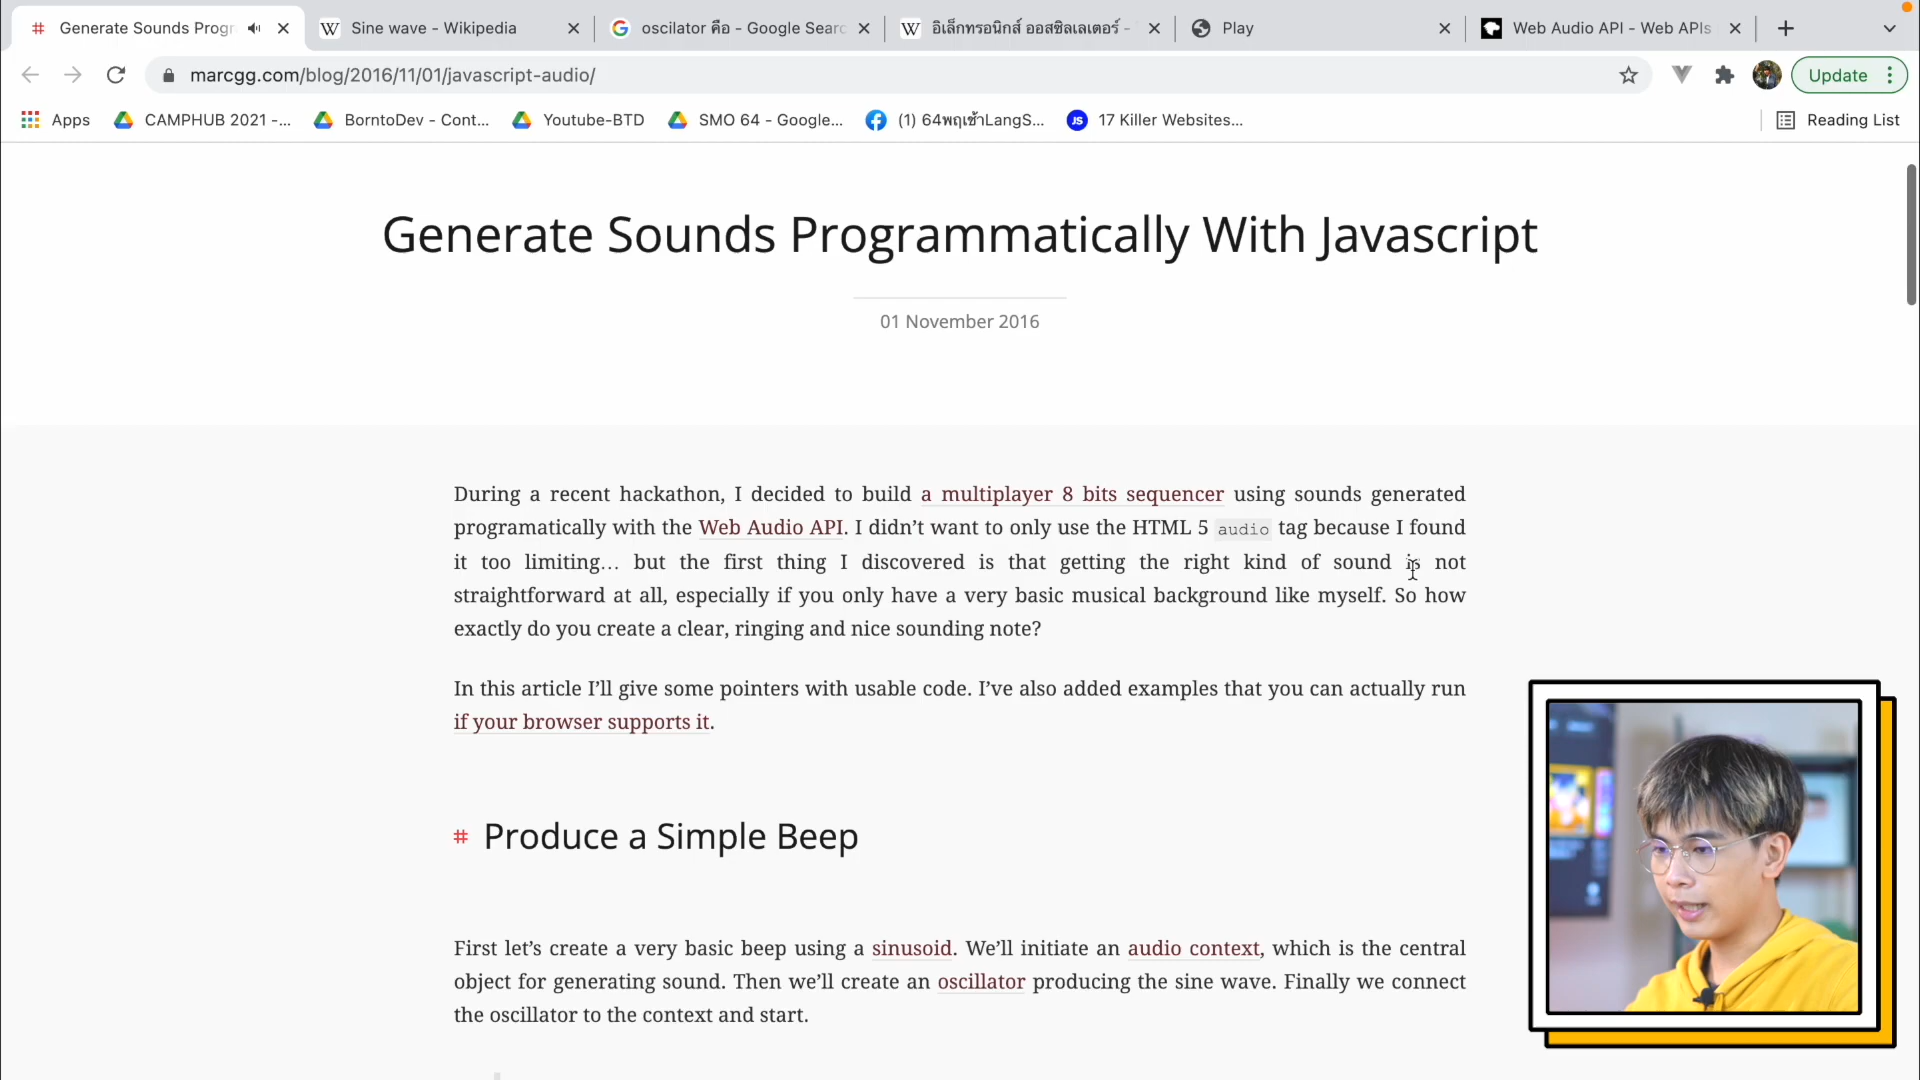 Generate Sounds Progr
Sine wave - Wikipedia
oscilator คือ - Google Searc
อิเล็กทรอนิกส์ ออสซิลเลเตอร์ -
Play
Web Audio API - Web APIs
marcgg.com/blog/2016/11/01/javascript-audio/
Update
Apps
CAMPHUB 2021 -...
BorntoDev - Cont...
Youtube-BTD
SMO 64 - Google...
(1) 64พฤเช้าLangS...
JS
17 Killer Websites...
Reading List
Generate Sounds Programmatically With Javascript
01 November 2016
During a recent hackathon, I decided to build a multiplayer 8 bits sequencer using sounds generated
programatically with the Web Audio API. I didn’t want to only use the HTML 5 audio tag because I found
it too limiting… but the first thing I discovered is that getting the right kind of sound is not
straightforward at all, especially if you only have a very basic musical background like myself. So how
exactly do you create a clear, ringing and nice sounding note?
In this article I’ll give some pointers with usable code. I’ve also added examples that you can actually run
if your browser supports it.
# Produce a Simple Beep
First let’s create a very basic beep using a sinusoid. We’ll initiate an audio context, which is the central
object for generating sound. Then we’ll create an oscillator producing the sine wave. Finally we connect
the oscillator to the context and start.